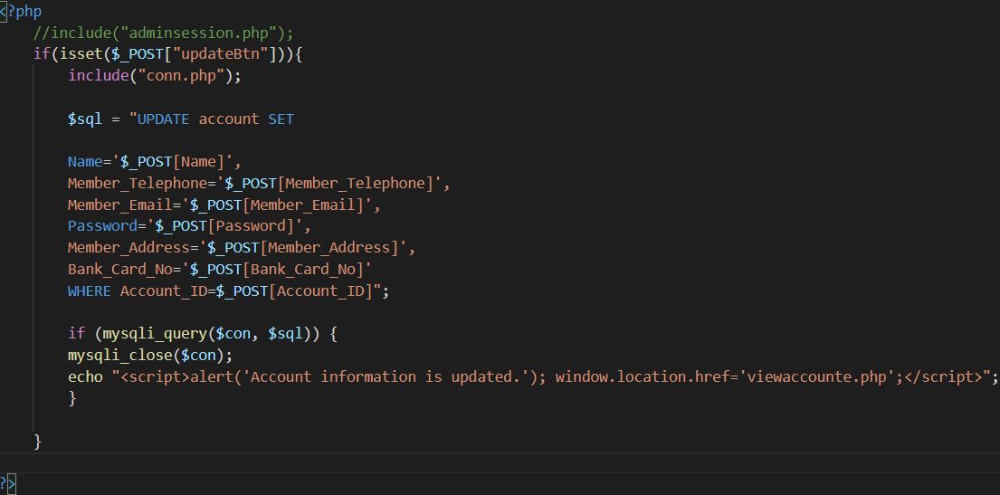 <?php
//include("adminsession.php");
if(isset($_POST["updateBtn"])){
include("conn.php");
$sql = "UPDATE account SET
Name='$_POST[Name]',
Member_Telephone='$_POST[Member_Telephone]',
Member_Email='$_POST[Member_Email]',
Password='$_POST[Password]',
Member_Address='$_POST[Member_Address]',
Bank_Card_No='$_POST[Bank_Card_No]'
WHERE Account_ID=$_POST[Account_ID]";
if (mysqli_query($con, $sql)) {
mysqli_close($con);
echo "<script>alert('Account information is updated.'); window.location.href='viewaccounte.php';</script>";
}
}
?>